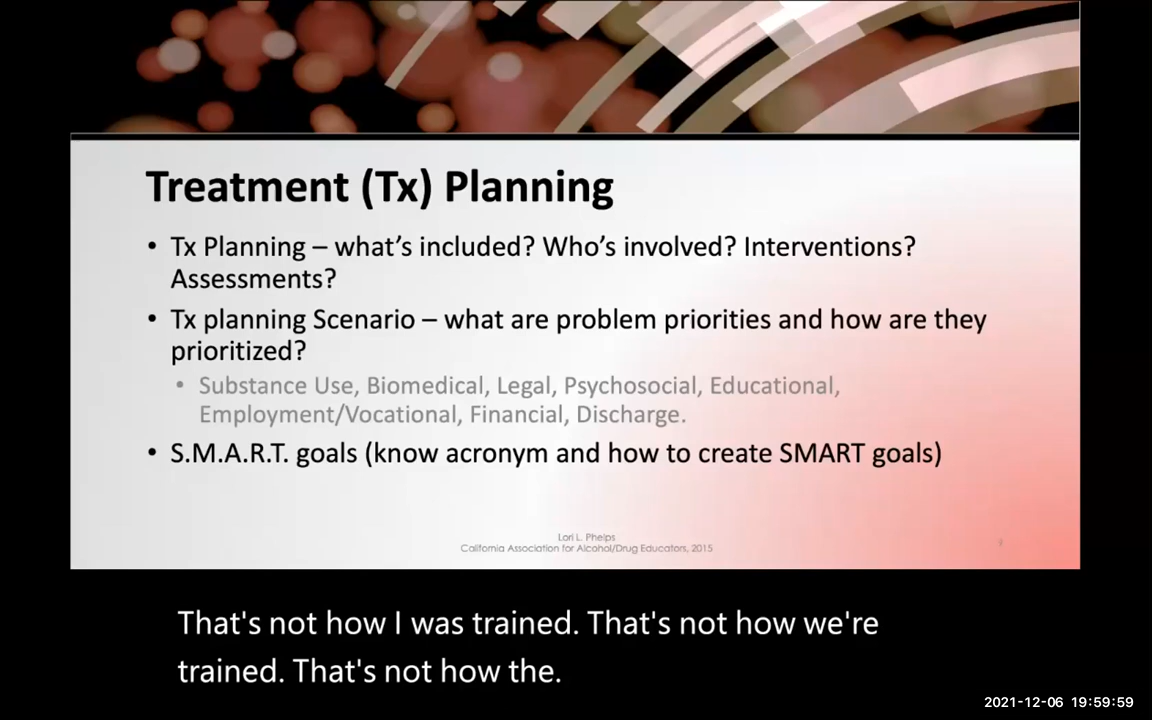 Treatment (Tx) Planning
• Tx Planning – what's included? Who's involved? Interventions?
Assessments?
• Tx planning Scenario – what are problem priorities and how are they
prioritized?
• Substance Use, Biomedical, Legal, Psychosocial, Educational,
Employment/Vocational, Financial, Discharge.
• S.M.A.R.T. goals (know acronym and how to create SMART goals)
Lori L. Phelps
California Association for Alcohol/Drug Educators, 2015
That's not how I was trained. That's not how we're
trained. That's not how the.
2021-12-06 19:59:59